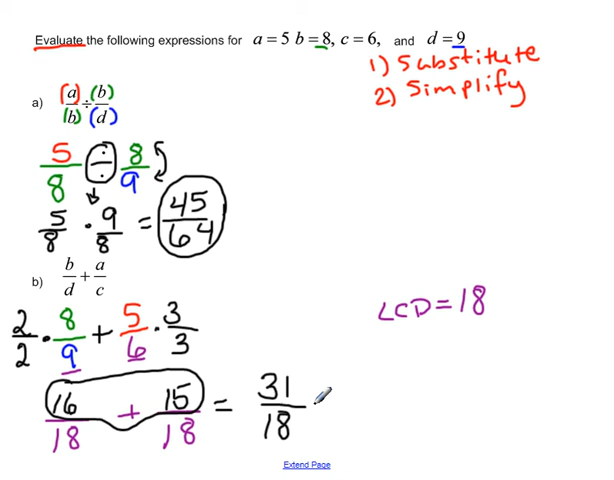 Evaluate the following expressions for a = 5 b = 8, c = 6, and d = 9
1) Substitute
2) Simplify
a) (a)/(b) ÷ (b)/(d)
5/8 ÷ 8/9
5/8 · 9/8 = 45/64
b) b/d + a/c
LCD = 18
2/2 · 8/9 + 5/6 · 3/3
16/18 + 15/18 = 31/18
Extend Page